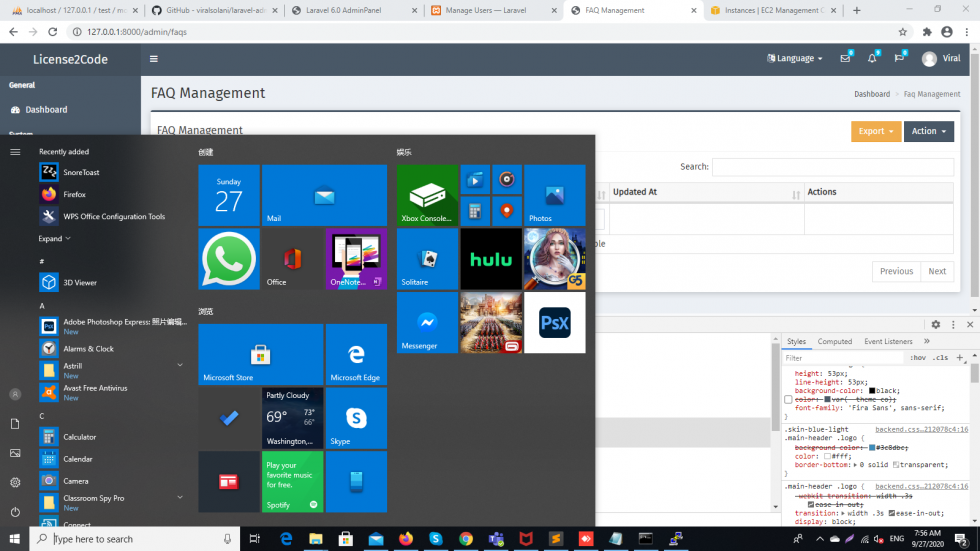 localhost / 127.0.0.1 / test / m
GitHub - viralsolani/laravel-ad
Laravel 6.0 AdminPanel
Manage Users — Laravel
FAQ Management
Instances | EC2 Management C
127.0.0.1:8000/admin/faqs
License2Code
Language
Viral
General
Dashboard
System
FAQ Management
Dashboard
Faq Management
FAQ Management
Export
Action
Search:
Updated At
Actions
Previous
Next
Recently added
SnoreToast
Firefox
WPS Office Configuration Tools
Expand
#
3D Viewer
A
Adobe Photoshop Express: 照片编辑...
New
Alarms & Clock
Astrill
New
Avast Free Antivirus
New
C
Calculator
Calendar
Camera
Classroom Spy Pro
New
Connect
创建
Sunday
27
Mail
Office
OneNote...
浏览
Microsoft Store
Microsoft Edge
Partly Cloudy
69°
73°
66°
Washington,...
Skype
Play your
favorite music
for free.
Spotify
娱乐
Xbox Console...
Photos
Solitaire
hulu
G5
Messenger
PsX
Styles
Computed
Event Listeners
Filter
:hov
.cls
height: 53px;
line-height: 53px;
background-color: black;
font-family: 'Fira Sans', sans-serif;
}
.skin-blue-light
backend.css…212078c4:16
.main-header .logo {
background-color: #3c8dbc;
color: #fff;
border-bottom: 0 solid transparent;
}
.main-header .logo {
backend.css…212078c4:16
-webkit-transition: width .3s
ease-in-out;
transition: width .3s ease-in-out;
display: block;
Type here to search
ENG
7:56 AM
9/27/2020
2